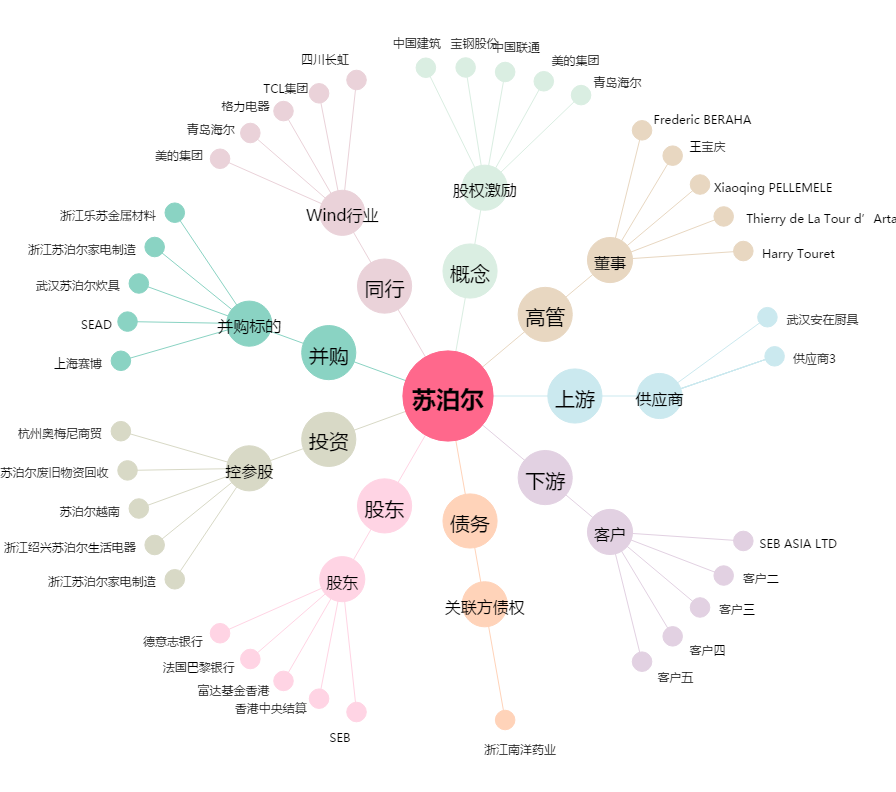 中国建筑
宝钢股份
中国联通
美的集团
青岛海尔
股权激励
概念
四川长虹
TCL集团
格力电器
青岛海尔
美的集团
Wind行业
同行
Frederic BERAHA
王宝庆
Xiaoqing PELLEMELE
Thierry de La Tour d’Arta
Harry Touret
董事
高管
浙江乐苏金属材料
浙江苏泊尔家电制造
武汉苏泊尔炊具
SEAD
上海赛博
并购标的
并购
武汉安在厨具
供应商3
供应商
上游
苏泊尔
杭州奥梅尼商贸
苏泊尔废旧物资回收
苏泊尔越南
浙江绍兴苏泊尔生活电器
浙江苏泊尔家电制造
控参股
投资
下游
客户
SEB ASIA LTD
客户二
客户三
客户四
客户五
股东
股东
德意志银行
法国巴黎银行
富达基金香港
香港中央结算
SEB
债务
关联方债权
浙江南洋药业